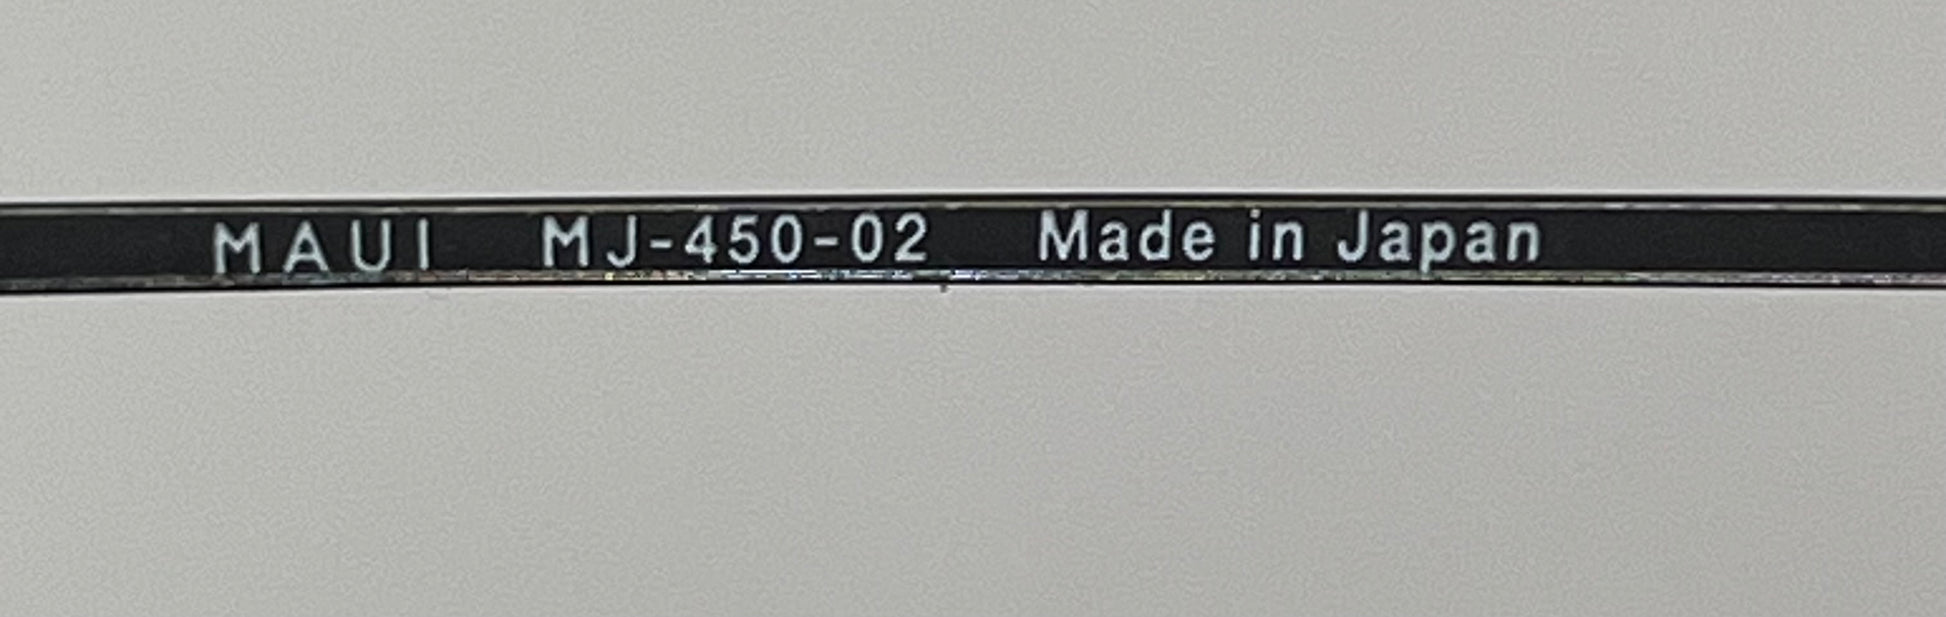 MAUI MJ-450-02 Made in Japan